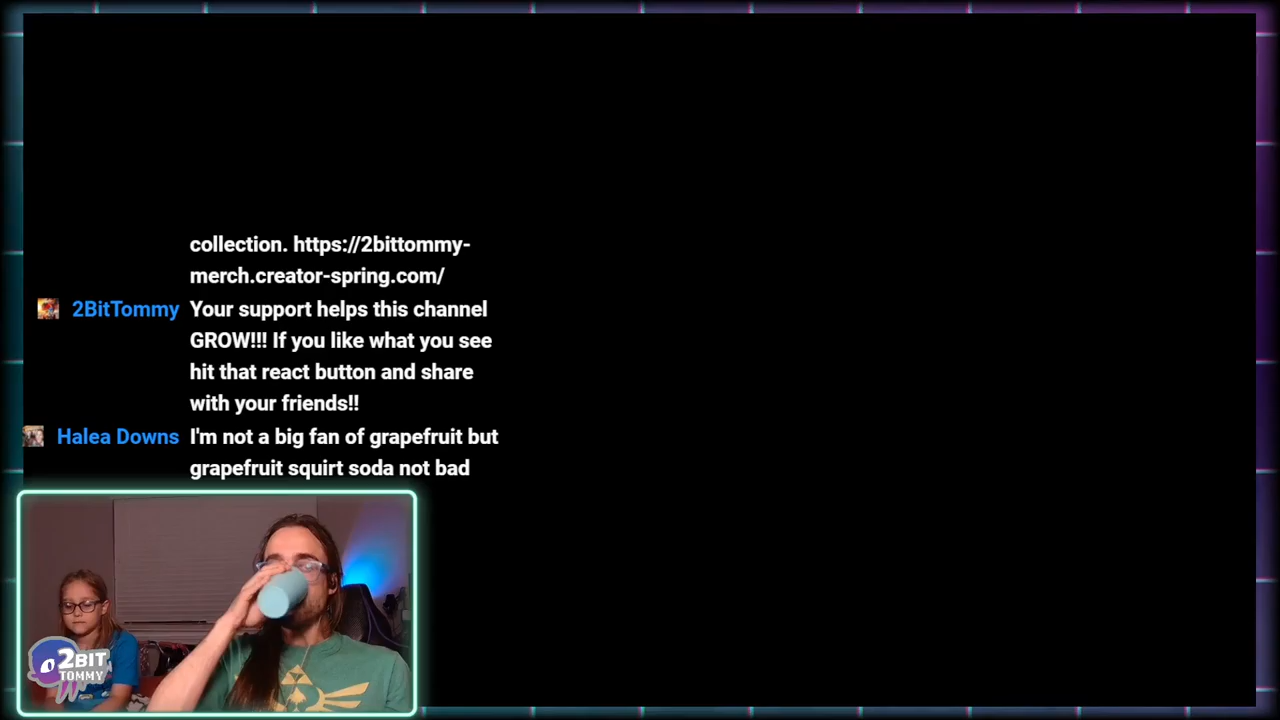 collection. https://2bittommy-
merch.creator-spring.com/
2BitTommy Your support helps this channel
GROW!!! If you like what you see
hit that react button and share
with your friends!!
Halea Downs I'm not a big fan of grapefruit but
grapefruit squirt soda not bad
2BIT
TOMMY